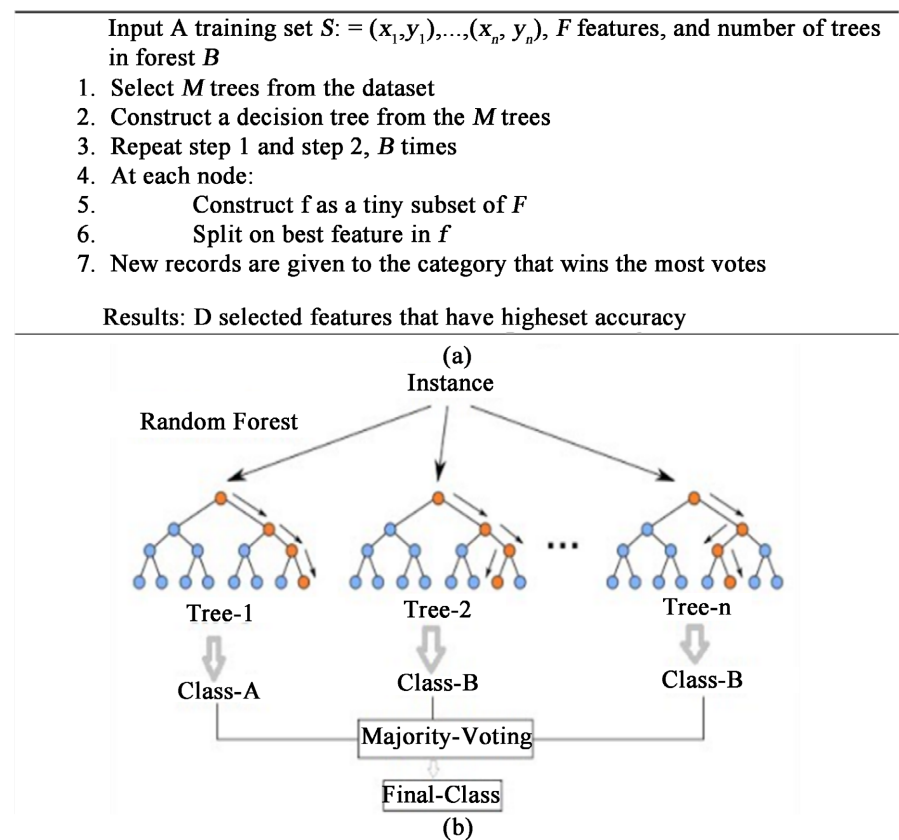 Input A training set S: = (x₁,y₁),...,(xₙ, yₙ), F features, and number of trees
in forest B
1. Select M trees from the dataset
2. Construct a decision tree from the M trees
3. Repeat step 1 and step 2, B times
4. At each node:
5. Construct f as a tiny subset of F
6. Split on best feature in f
7. New records are given to the category that wins the most votes
Results: D selected features that have higheset accuracy
(a)
Instance
Random Forest
...
Tree-1 Tree-2 Tree-n
Class-A Class-B Class-B
Majority-Voting
Final-Class
(b)